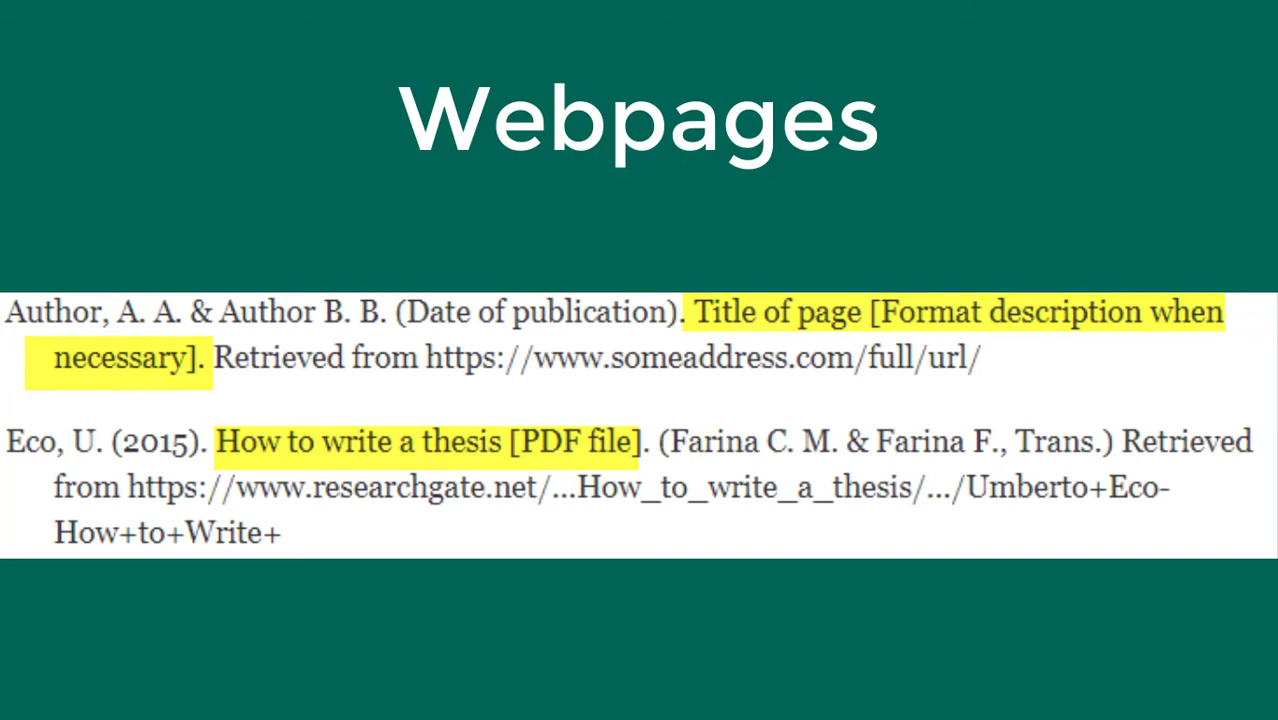 Webpages
Author, A. A. & Author B. B. (Date of publication). Title of page [Format description when
necessary]. Retrieved from https://www.someaddress.com/full/url/
Eco, U. (2015). How to write a thesis [PDF file]. (Farina C. M. & Farina F., Trans.) Retrieved
from https://www.researchgate.net/...How_to_write_a_thesis/.../Umberto+Eco-
How+to+Write+